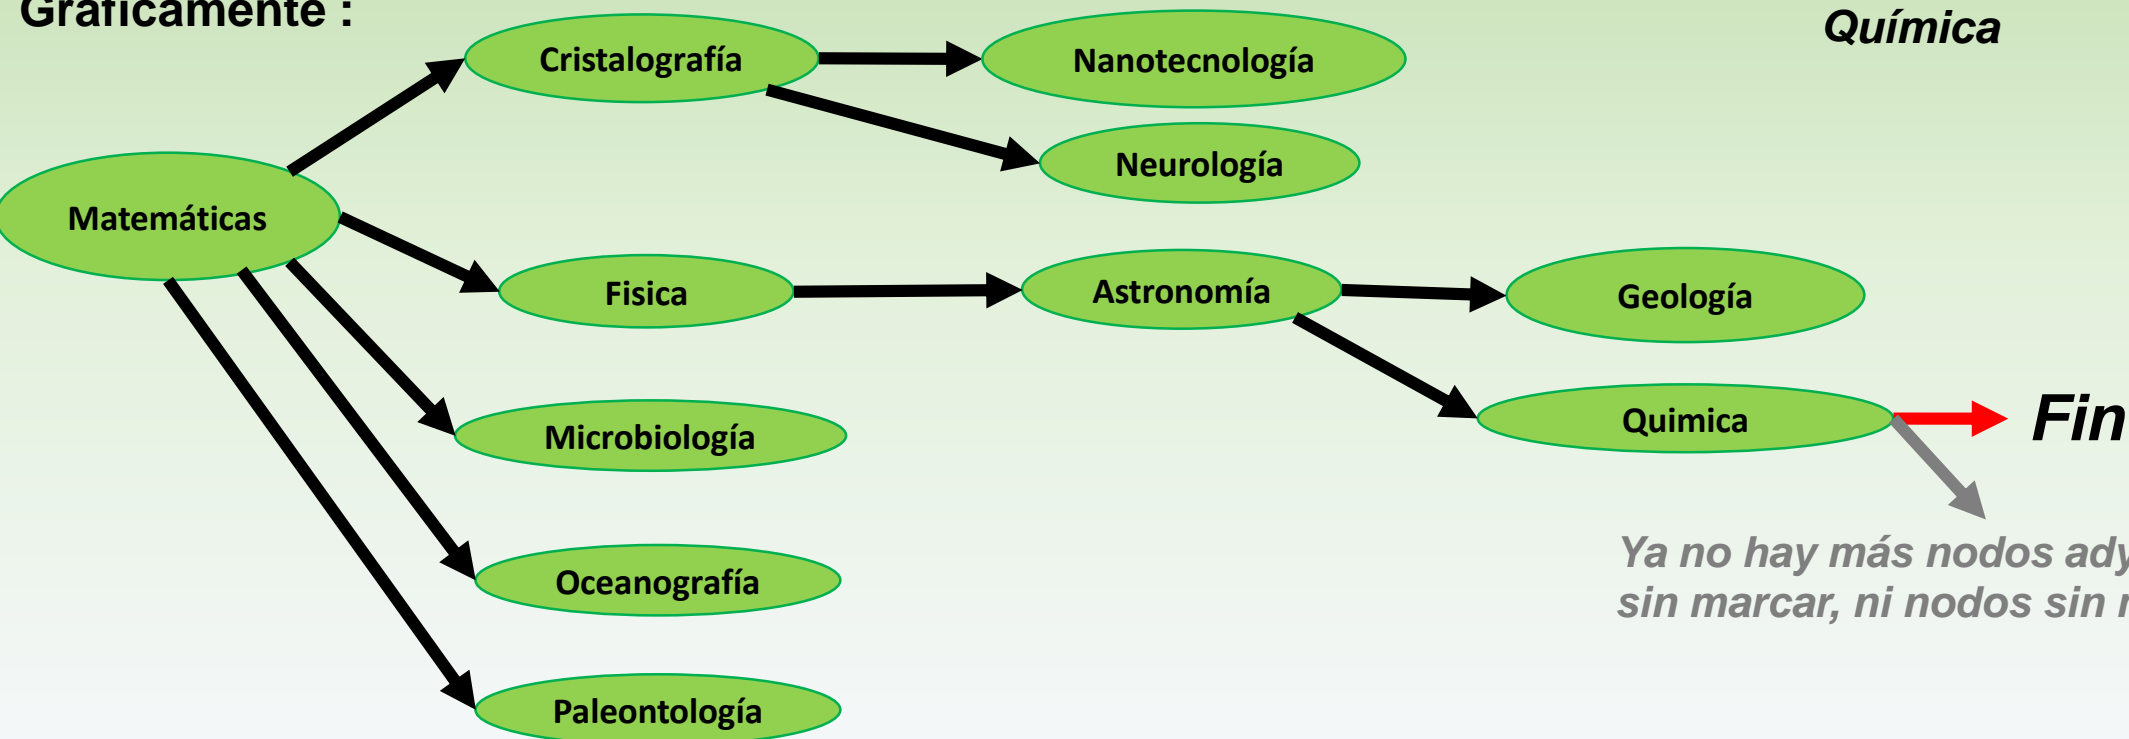 Gráficamente :
Química
Cristalografía
Nanotecnología
Neurología
Matemáticas
Fisica
Astronomía
Geología
Quimica
Fin
Microbiología
Ya no hay más nodos
sin marcar, ni nodos sin
Oceanografía
Paleontología